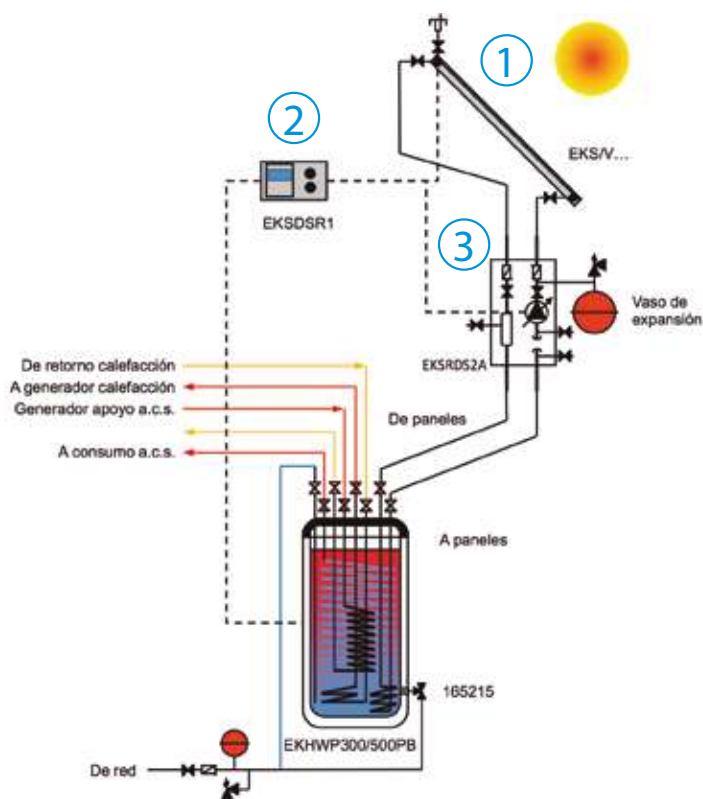 1
2
EKS/V...
EKSDSR1
3
Vaso de
expansión
EKSRDS2A
De retorno calefacción
A generador calefacción
Generador apoyo a.c.s.
De paneles
A consumo a.c.s.
A paneles
165215
EKHWP300/500PB
De red